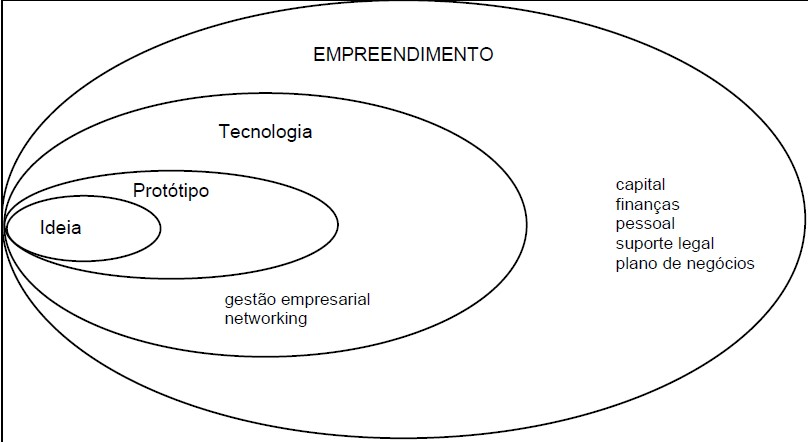 EMPREENDIMENTO
Tecnologia
Protótipo
Ideia
capital
finanças
pessoal
suporte legal
plano de negócios
gestão empresarial
networking